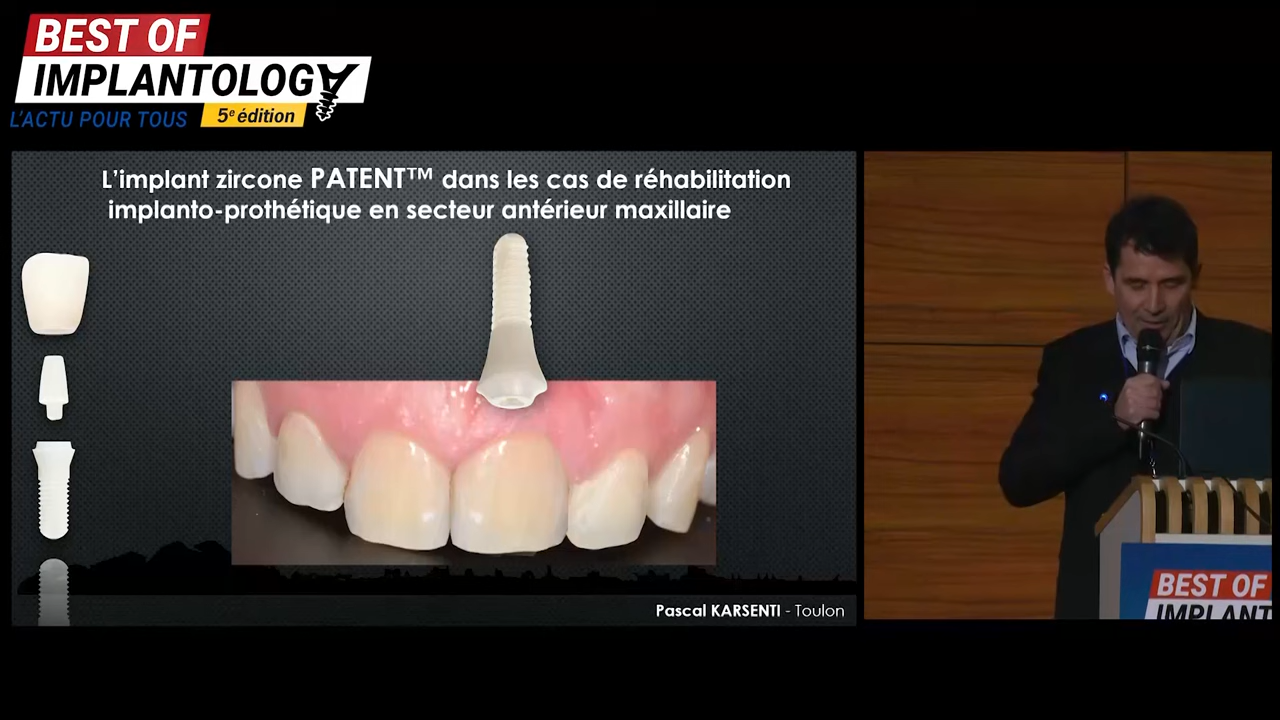 BEST OF
IMPLANTOLOGY
L'ACTU POUR TOUS
5e édition
L'implant zircone PATENT™ dans les cas de réhabilitation
implanto-prothétique en secteur antérieur maxillaire
Pascal KARSENTI - Toulon
BEST OF
IMPLANT